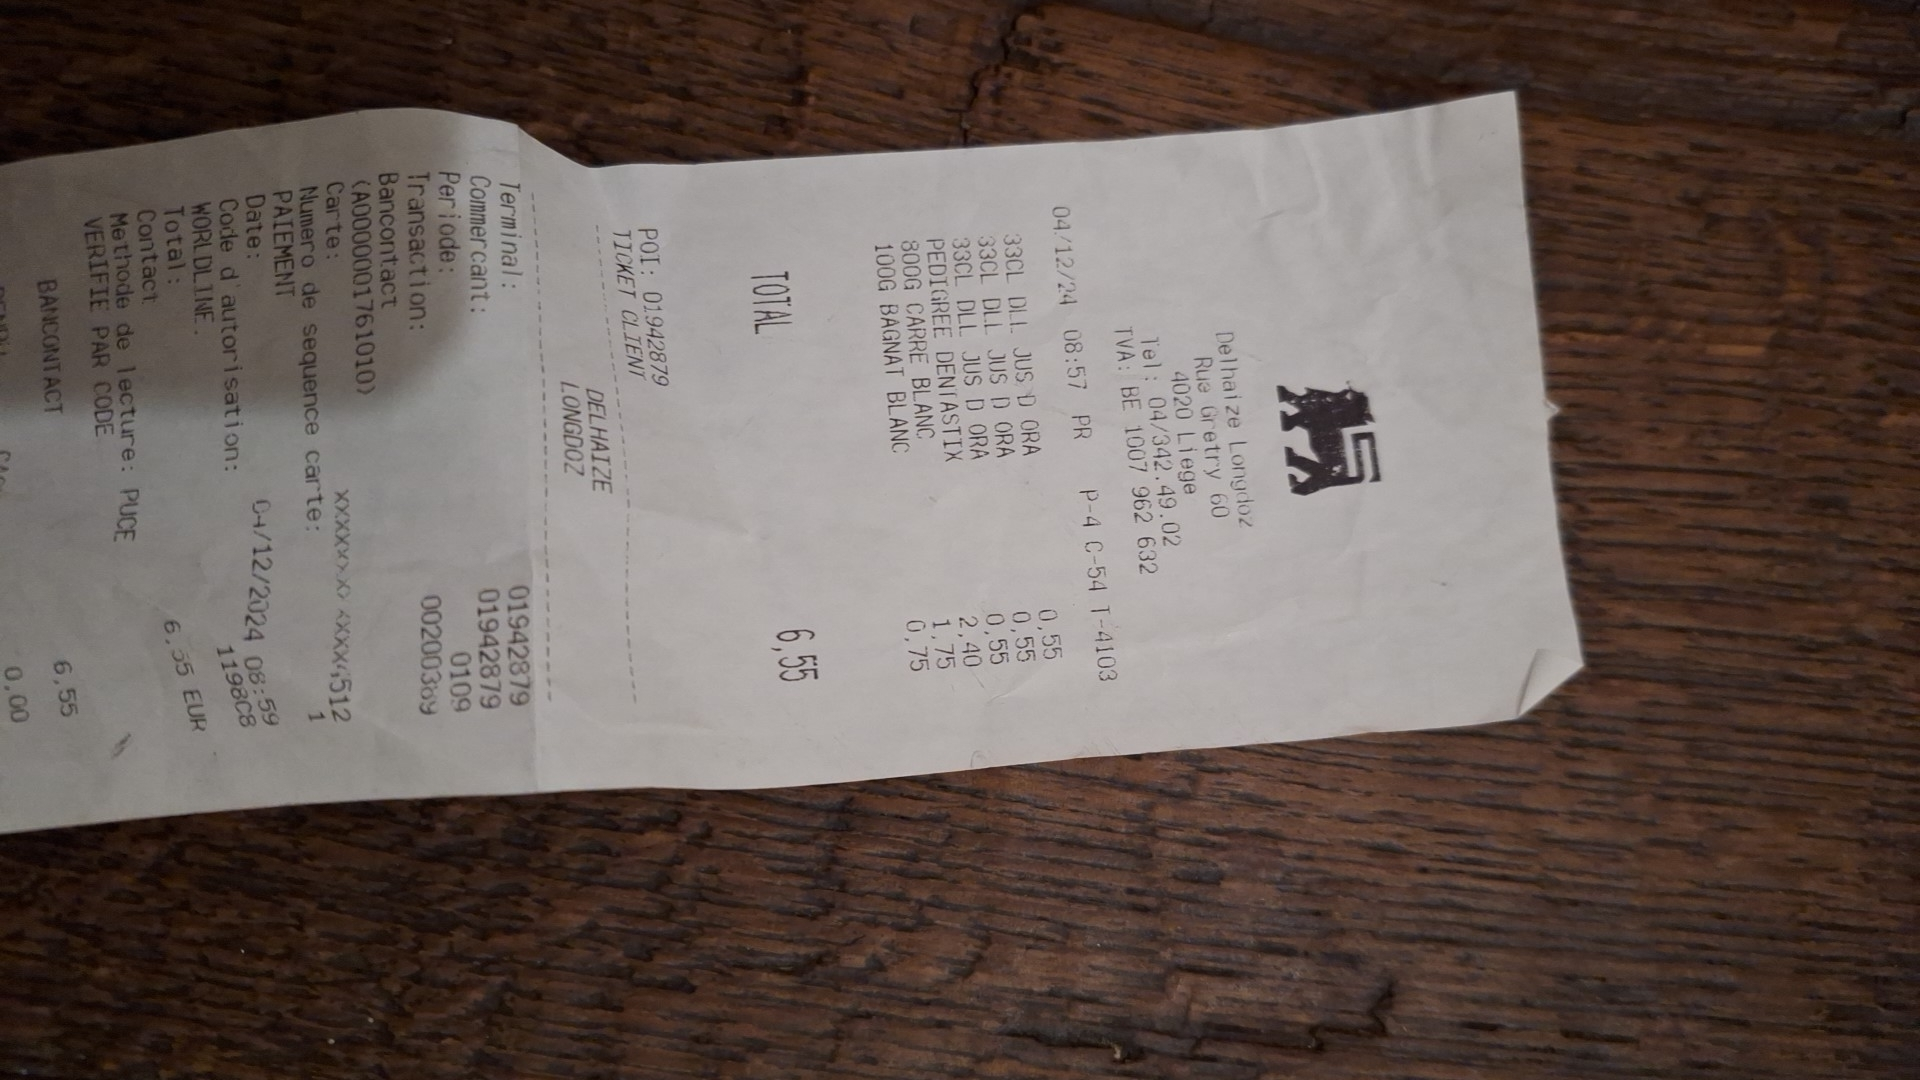 Delhaize Longdoz
Rue Gretry 60
4020 Liege
Tel: 04/342.49.02
TVA: BE 1007 962 632
04/12/24 08:57 PR P-4 C-54 T-4103
33CL DLL JUS D ORA 0,55
33CL DLL JUS D ORA 0,55
33CL DLL JUS D ORA 0,55
PEDIGREE DENTASTIX 2,40
800G CARRE BLANC 1,75
100G BAGNAT BLANC 0,75
TOTAL 6,55
POI: 01942879
TICKET CLIENT
DELHAIZE
LONGDOZ
Terminal: 01942879
Commercant: 01942879
Periode: 0109
Transaction: 00200369
Bancontact
(A0000001761010)
Carte:
Numero de sequence carte: 1
PAIEMENT
Date: 04/12/2024 08:59
Code d'autorisation: 1198C8
WORLDLINE.
Total: 6,55 EUR
Contact
Methode de lecture: PUCE
VERIFIE PAR CODE
BANCONTACT 6,55
0,00